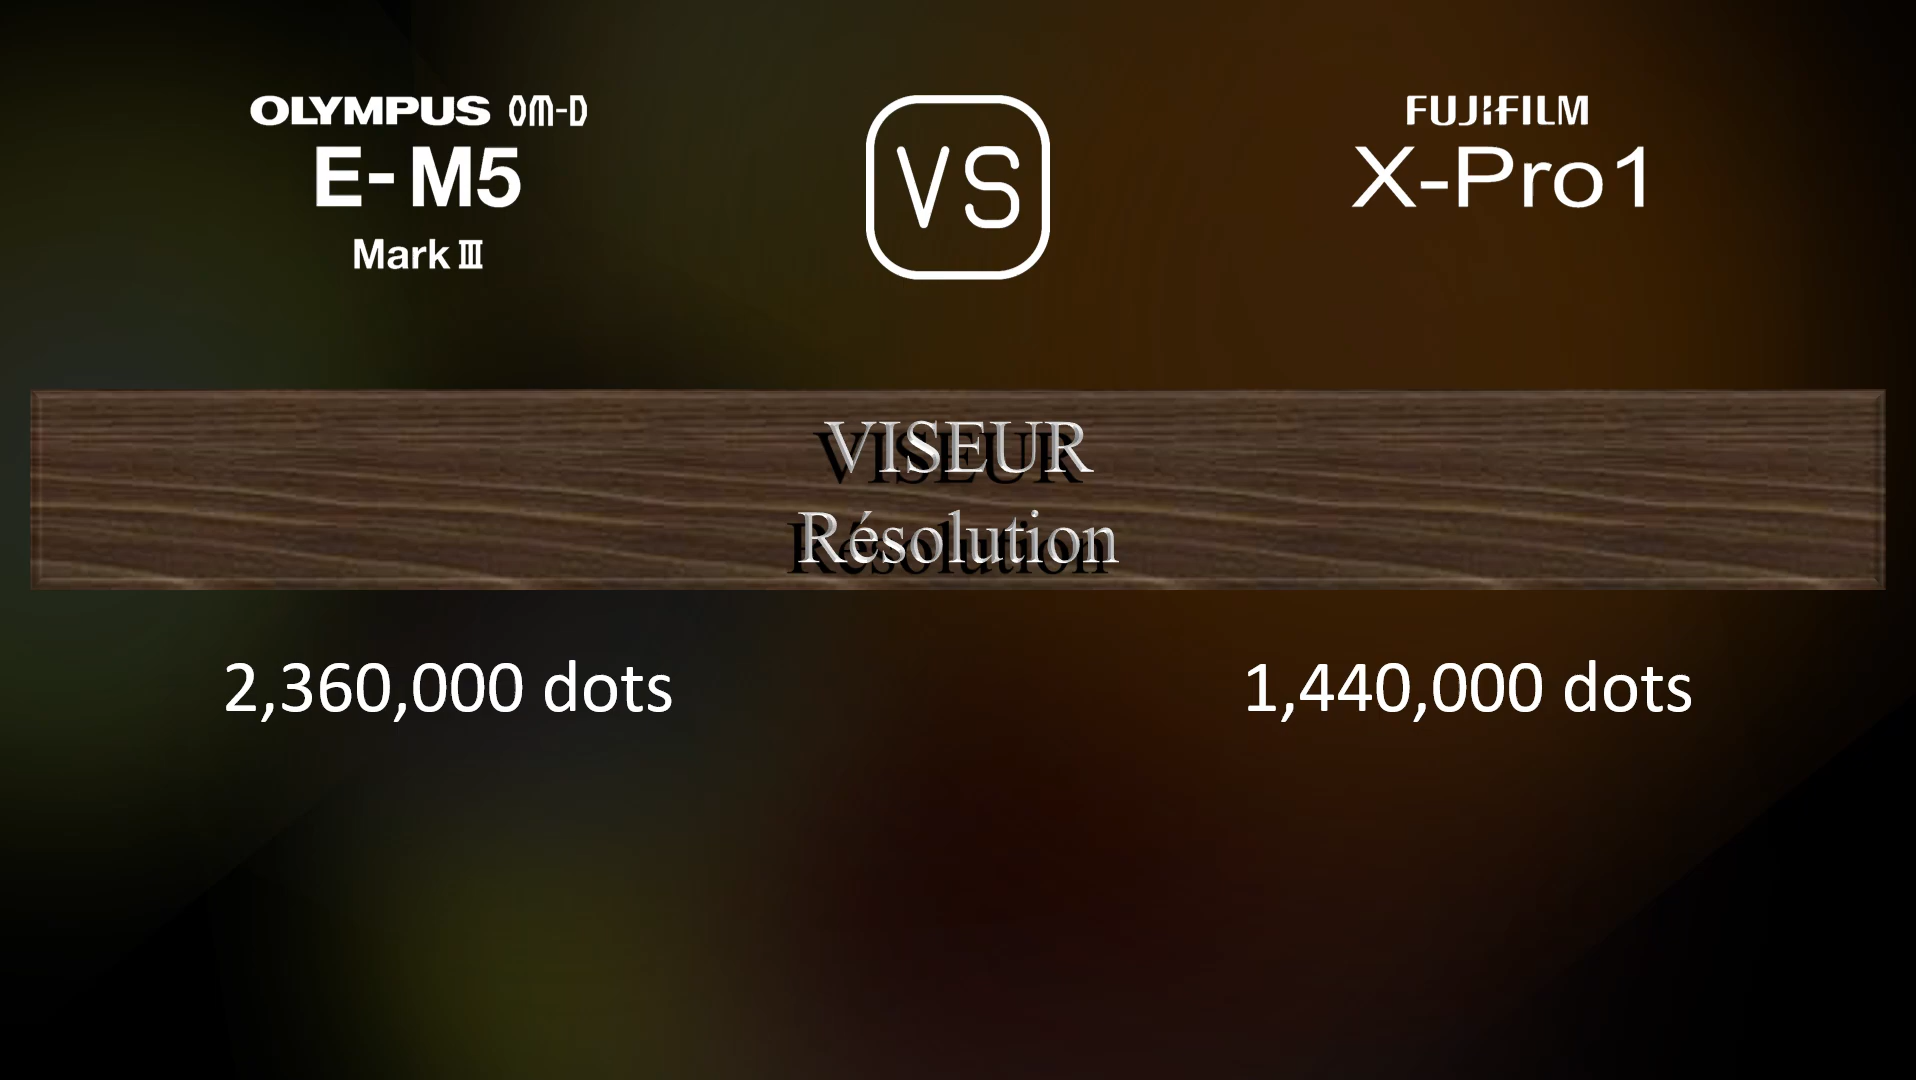 OLYMPUS OM-D
E-M5
Mark III
VS
FUJIFILM
X-Pro1
VISEUR
Résolution
2,360,000 dots
1,440,000 dots